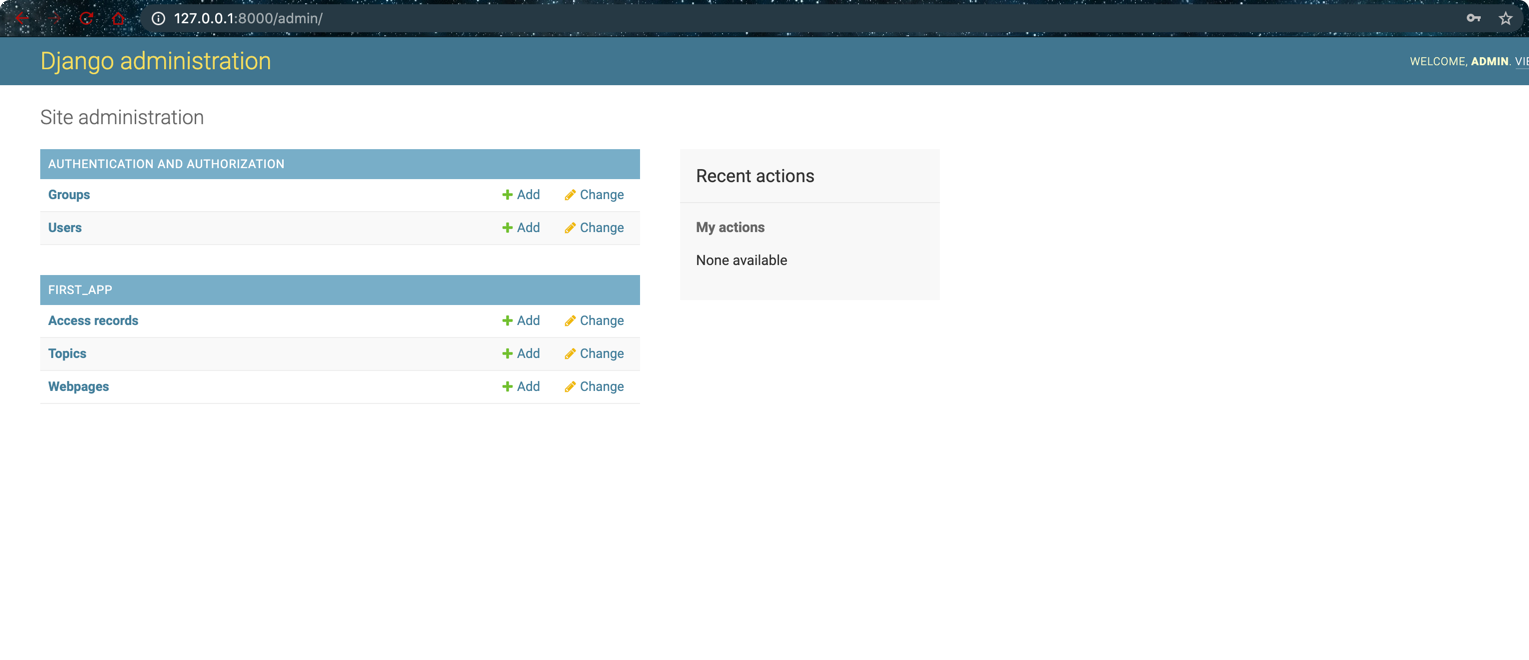 127.0.0.1:8000/admin/
Django administration
WELCOME, ADMIN. VIE
Site administration
AUTHENTICATION AND AUTHORIZATION
Groups Add Change
Users Add Change
FIRST_APP
Access records Add Change
Topics Add Change
Webpages Add Change
Recent actions
My actions
None available